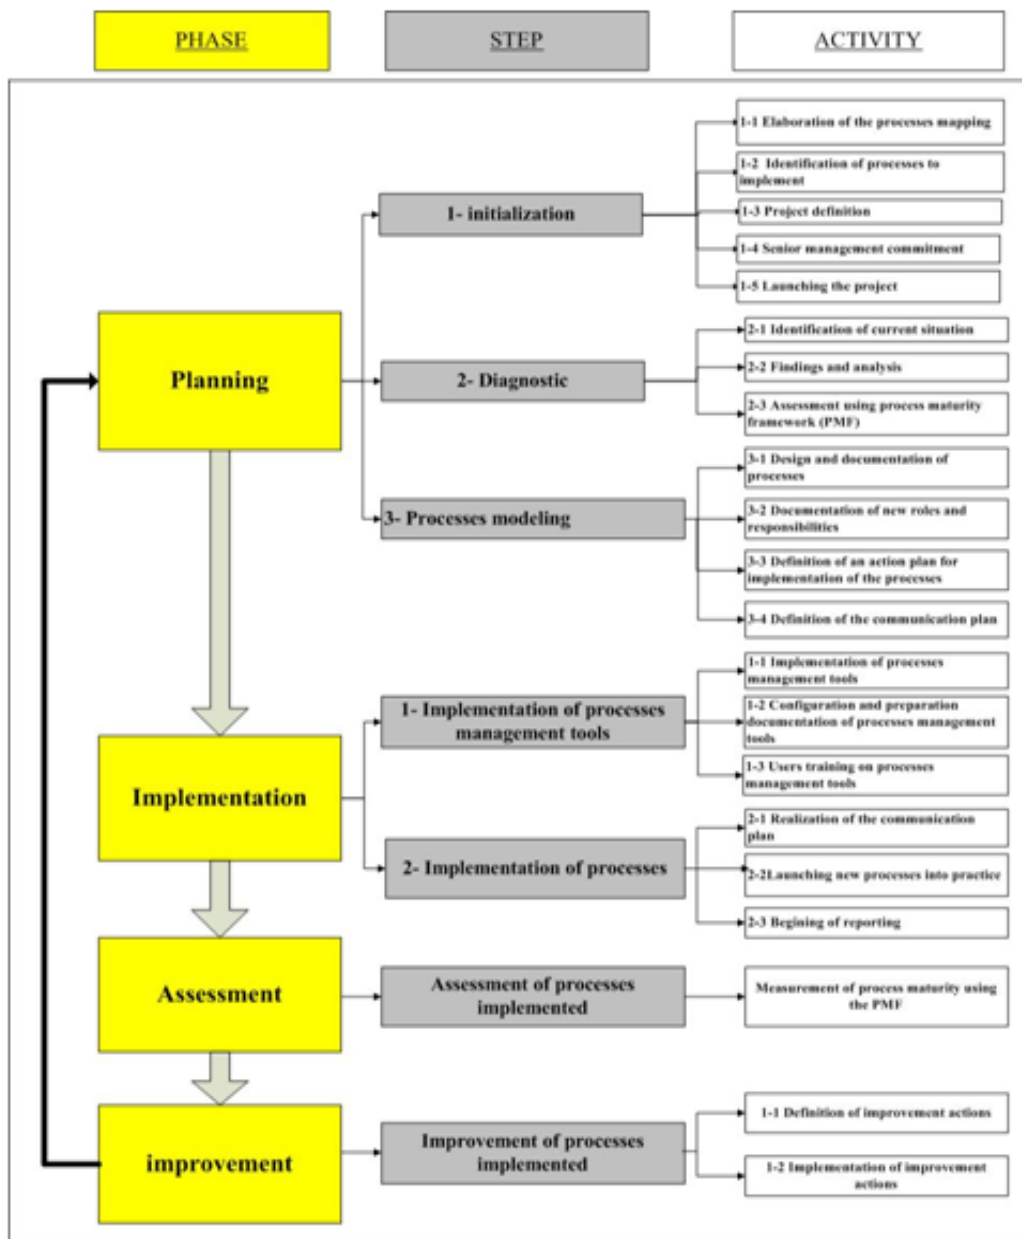 PHASE
STEP
ACTIVITY
1-1 Elaboration of the processes mapping
1-2 Identification of processes to
implement
1- initialization
1-3 Project definition
1-4 Senior management commitment
1-5 Launching the project
Planning
2-1 Identification of current situation
2- Diagnostic
2-2 Findings and analysis
2-3 Assessment using process maturity
framework (PMF)
3-1 Design and documentation of
processes
3- Processes modeling
3-2 Documentation of new roles and
responsibilities
3-3 Definition of an action plan for
implementation of the processes
3-4 Definition of the communication plan
Implementation
1- Implementation of processes
management tools
1-1 Implementation of processes
management tools
1-2 Configuration and preparation
documentation of processes management
tools
1-3 Users training on processes
management tools
2- Implementation of processes
2-1 Realization of the communication
plan
2-2Launching new processes into practice
2-3 Begining of reporting
Assessment
Assessment of processes
implemented
Measurement of process maturity using
the PMF
improvement
Improvement of processes
implemented
1-1 Definition of improvement actions
1-2 Implementation of improvement
actions